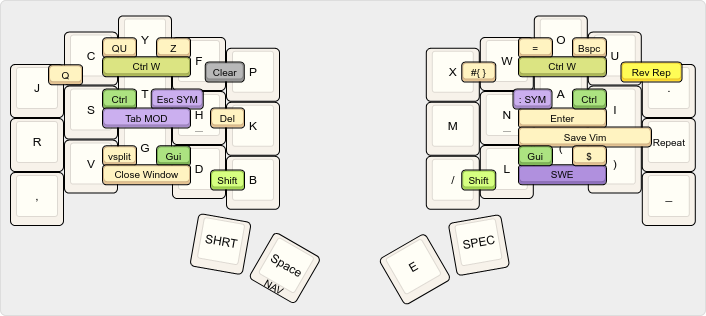 Y
O
C
QU
Z
F
W
=
Bspc
U
Ctrl W
Ctrl W
Q
Clear
P
X
#{ }
Rev Rep
J
.
S
Ctrl
T
Esc SYM
: SYM
A
Ctrl
I
Tab MOD
H
_
Del
K
M
N
_
Enter
R
Save Vim
Repeat
V
vsplit
G
Gui
D
Gui
(
$
)
Close Window
Shift
B
/
Shift
L
SWE
,
_
SHRT
Space
NAV
E
SPEC